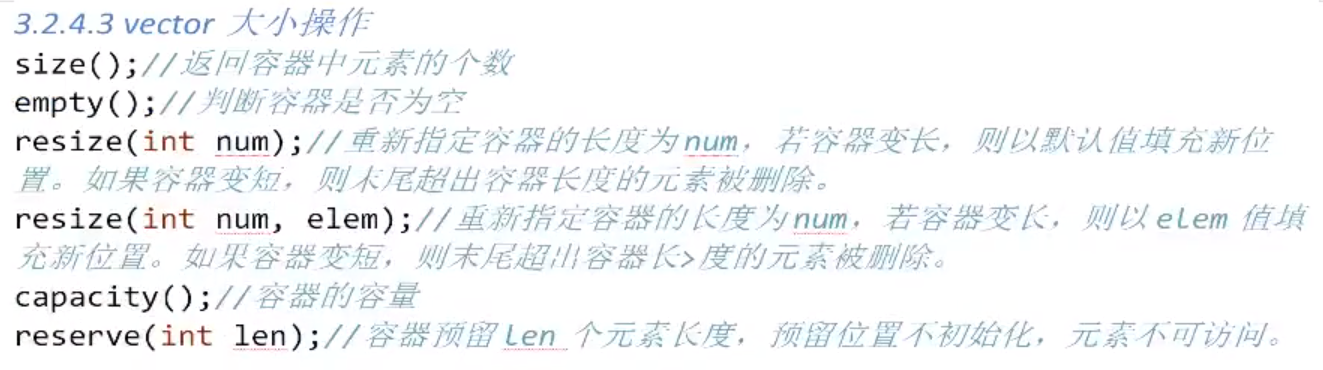 3.2.4.3 vector 大小操作
size();//返回容器中元素的个数
empty();//判断容器是否为空
resize(int num);//重新指定容器的长度为num，若容器变长，则以默认值填充新位
置。如果容器变短，则末尾超出容器长度的元素被删除。
resize(int num, elem);//重新指定容器的长度为num，若容器变长，则以elem 值填
充新位置。如果容器变短，则末尾超出容器长>度的元素被删除。
capacity();//容器的容量
reserve(int len);//容器预留len 个元素长度，预留位置不初始化，元素不可访问。